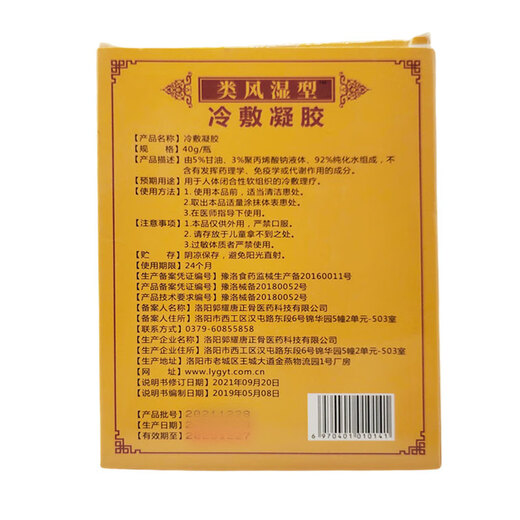 类风湿型™
冷敷凝胶
【产品名称】冷敷凝胶
【规　　格】40g/瓶
【产品描述】由5%甘油、3%聚丙烯酸钠液体、92%纯化水组成，不
含有发挥药理学、免疫学或代谢作用的成分。
【预期用途】用于人体闭合性软组织的冷敷理疗。
【使用方法】1.使用本品前，适当清洁患处。
2.取出本品适量涂抹体表患处。
3.在医师指导下使用。
【注意事项】1.本品仅供外用，严禁口服。
2.请存放于儿童拿不到之处。
3.过敏体质者严禁使用。
【贮　　存】阴凉保存，避免阳光直射。
【使用期限】24个月
【生产备案凭证编号】豫洛食药监械生产备20160011号
【产品备案凭证编号】豫洛械备20180052号
【产品技术要求编号】豫洛械备20180052号
【备案人名称】洛阳郭耀唐正骨医药科技有限公司
【备案人住所】洛阳市西工区汉屯路东段6号锦华园5幢2单元-503室
【联系方式】0379-60855858
【生产企业名称】洛阳郭耀唐正骨医药科技有限公司
【生产企业住所】洛阳市西工区汉屯路东段6号锦华园5幢2单元-503室
【生产地址】洛阳市老城区王城大道金燕物流园1号厂房
【网　　址】www.lygyt.com.cn
【说明书修订日期】2021年09月20日
【说明书编制日期】2019年05月08日
【产品批号】20211228
【生产日期】
【有效期至】
6970401010141